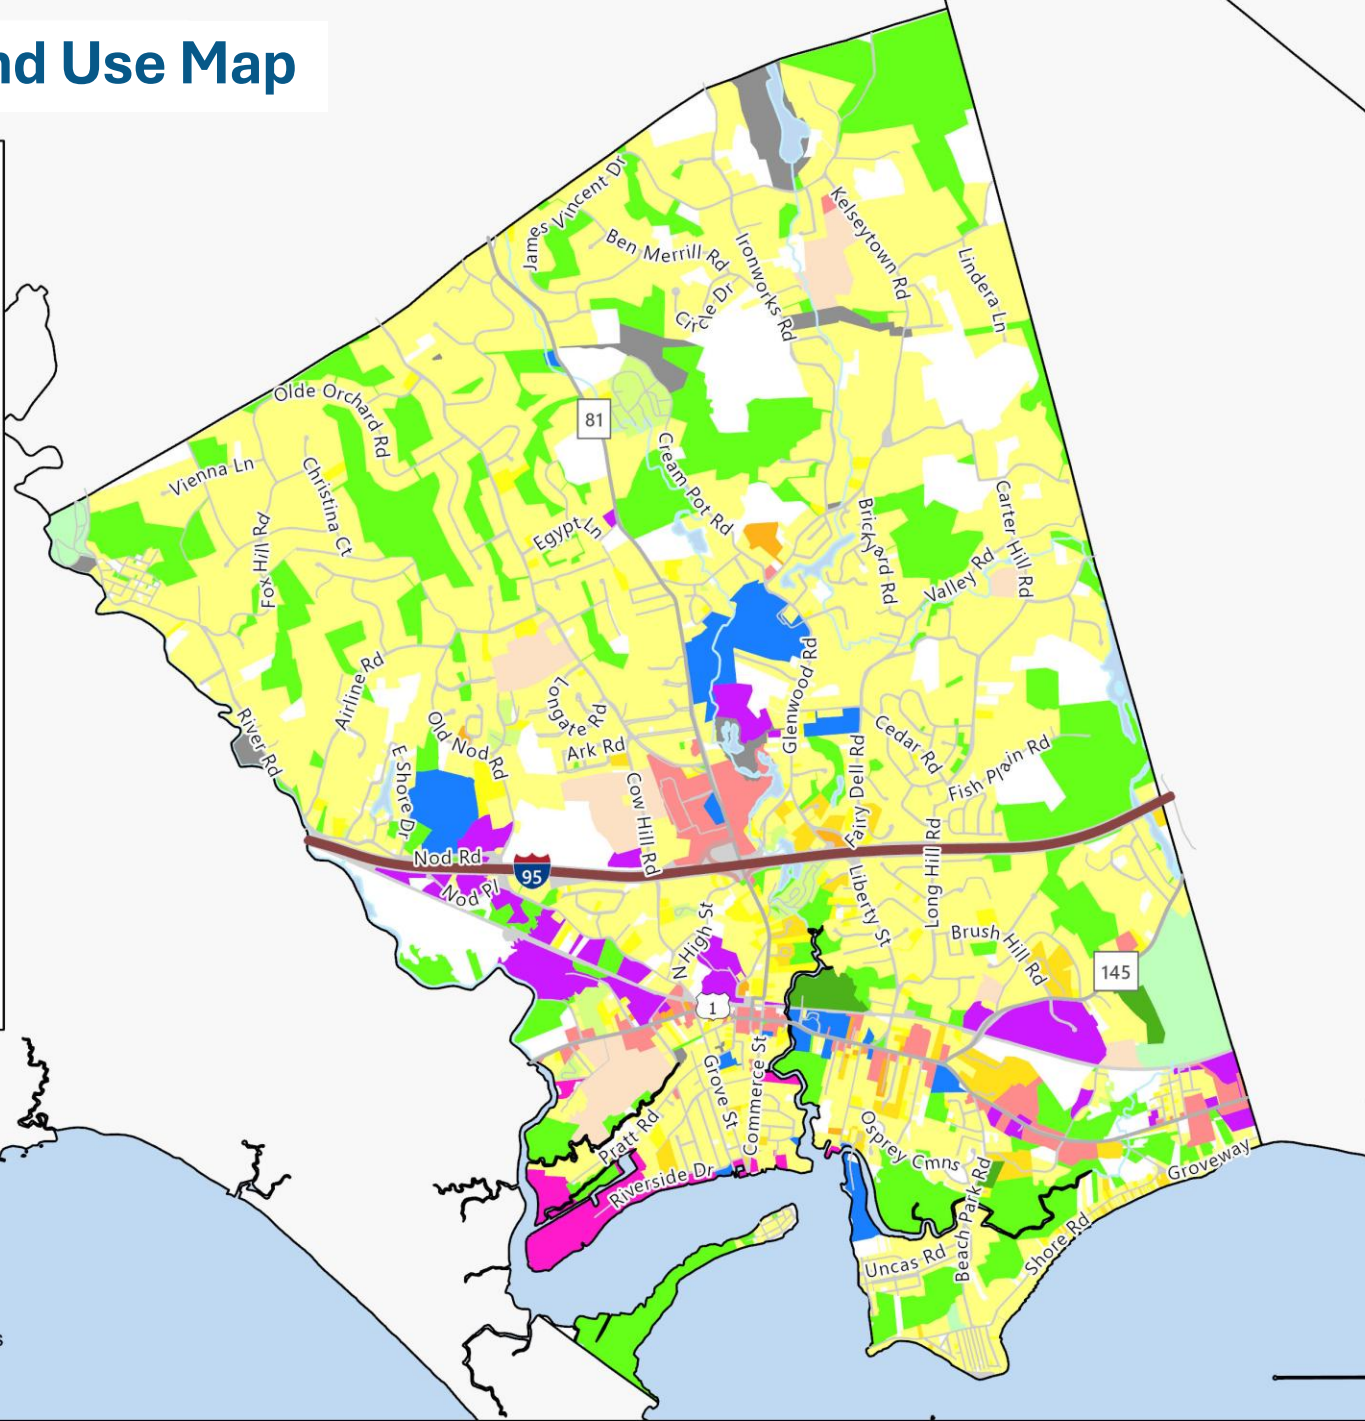 nd Use Map
James Vincent Dr
Ben Merrill Rd
Circle Dr
Ironworks Rd
Kelseytown Rd
Lindera Ln
Olde Orchard Rd
81
Vienna Ln
Christina Ct
Fox Hill Rd
Egypt Ln
Cream Pot Rd
Brickyard Rd
Valley Rd
Carter Hill Rd
Airline Rd
River Rd
E Shore Dr
Old Nod Rd
Longate Rd
Ark Rd
Cow Hill Rd
Glenwood Rd
Fairy Dell Rd
Cedar Rd
Fish Plain Rd
Long Hill Rd
Nod Rd
95
Nod Pl
N High St
Liberty St
Brush Hill Rd
145
1
Grove St
Commerce St
Pratt Rd
Riverside Dr
Osprey Cmns
Beach Park Rd
Uncas Rd
Shore Rd
Groveway
s